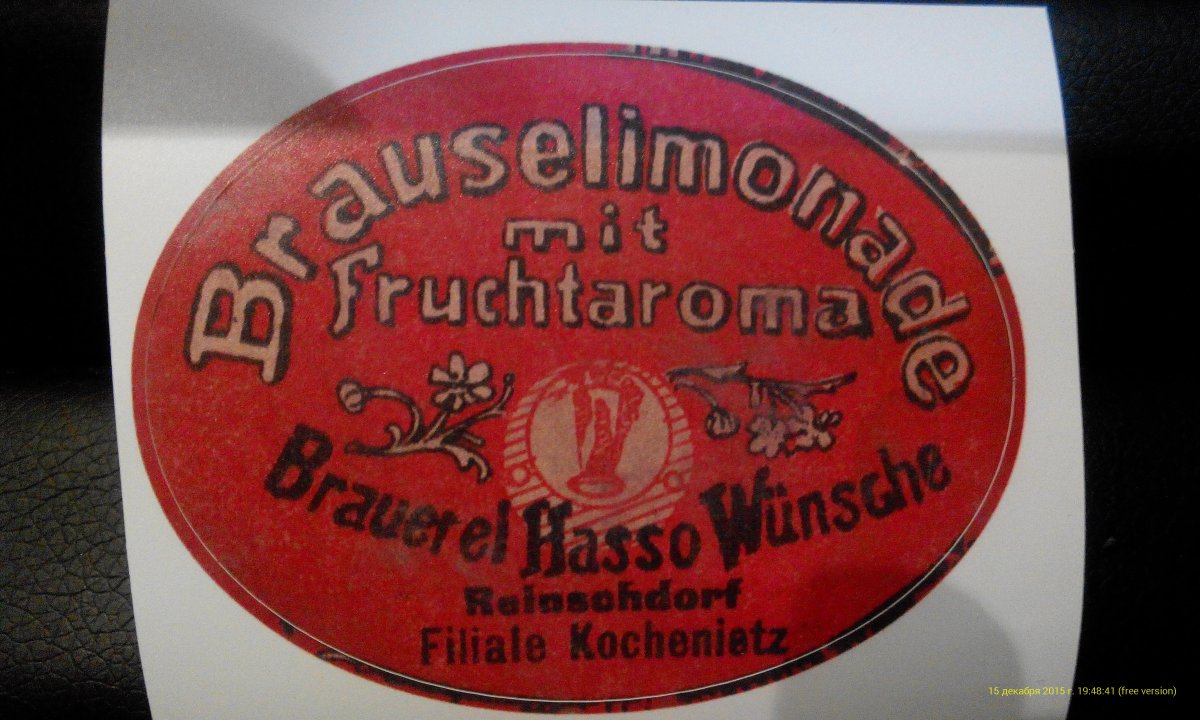 Brauselimonade
mit
Fruchtaroma
Brauerei Hasso Wünsche
Reinschdorf
Filiale Kochenietz
15 декабря 2015 г. 19:48:41 (free version)